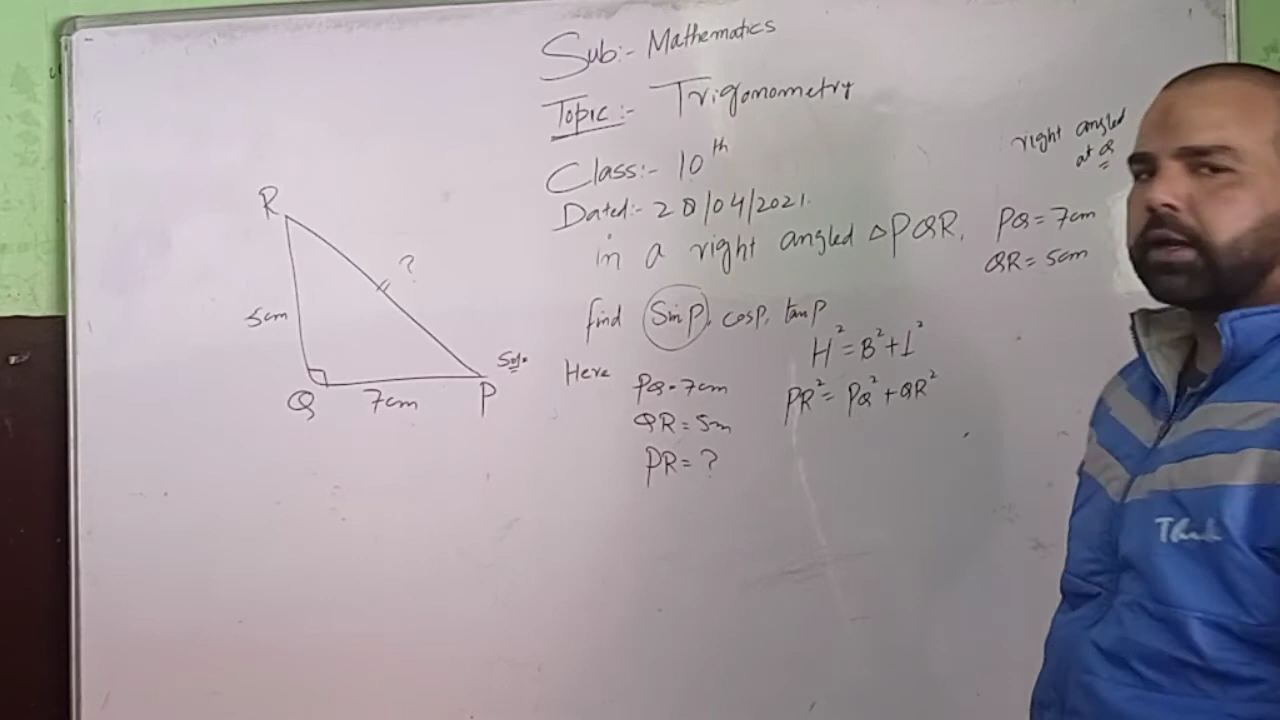 Sub:- Mathematics
Topic:- Trigonometry
Class:- 10th
Dated:- 28/04/2021.
right angled
at Q
in a right angled △PQR, PQ = 7cm
QR = 5cm
find Sin P, cosP, tanP
H² = B² + L²
Here PQ = 7cm
PR² = PQ² + QR²
QR = 5m
PR = ?
R
?
5cm
Q
7cm
P
Sol.